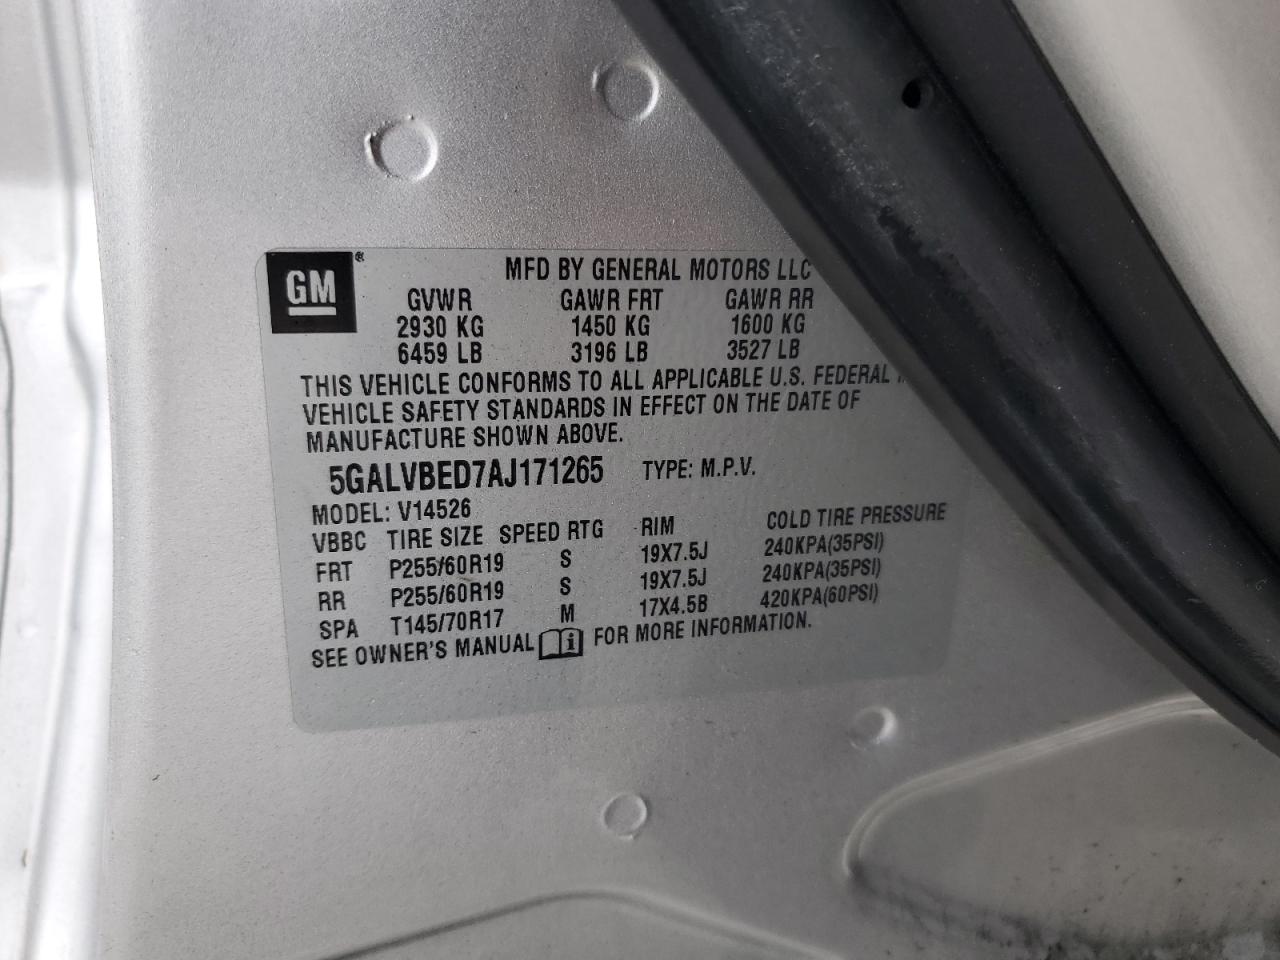 GM®
MFD BY GENERAL MOTORS LLC
GVWR GAWR FRT GAWR RR
2930 KG 1450 KG 1600 KG
6459 LB 3196 LB 3527 LB
THIS VEHICLE CONFORMS TO ALL APPLICABLE U.S. FEDERAL
VEHICLE SAFETY STANDARDS IN EFFECT ON THE DATE OF
MANUFACTURE SHOWN ABOVE.
5GALVBED7AJ171265 TYPE: M.P.V.
MODEL: V14526
VBBC TIRE SIZE SPEED RTG RIM COLD TIRE PRESSURE
FRT P255/60R19 S 19X7.5J 240KPA(35PSI)
RR P255/60R19 S 19X7.5J 240KPA(35PSI)
SPA T145/70R17 M 17X4.5B 420KPA(60PSI)
SEE OWNER'S MANUAL i FOR MORE INFORMATION.